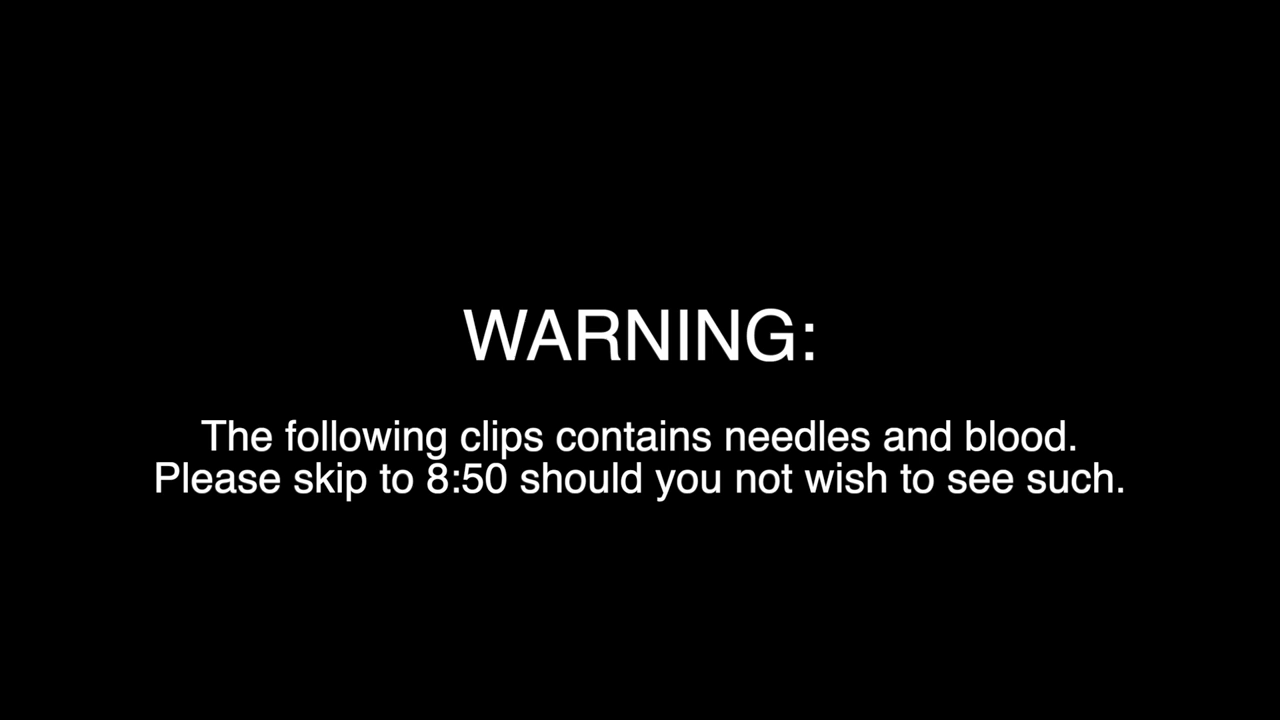 WARNING:
The following clips contains needles and blood.
Please skip to 8:50 should you not wish to see such.